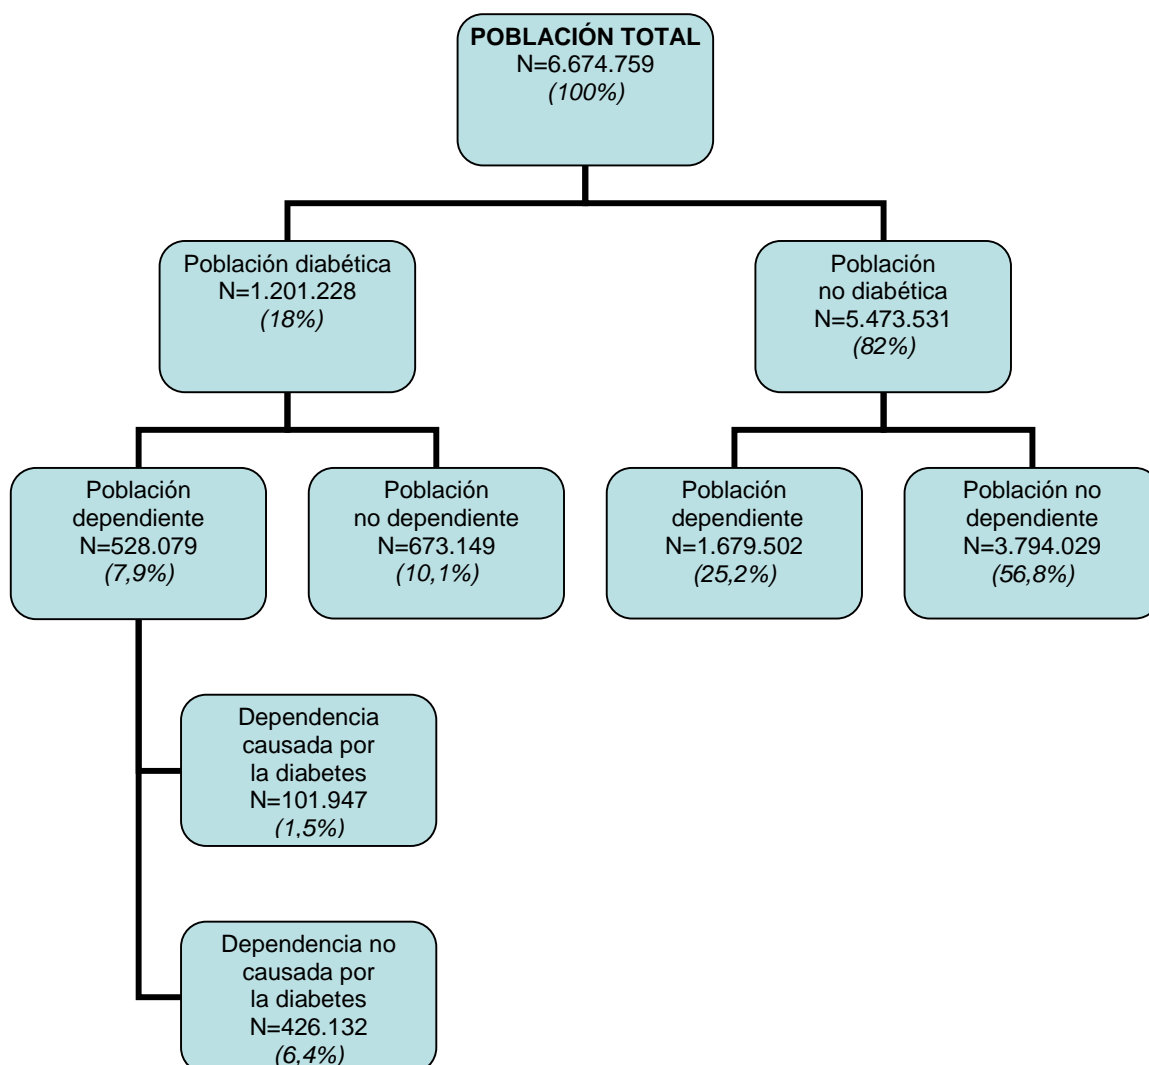 POBLACIÓN TOTAL
N=6.674.759
(100%)
Población diabética
N=1.201.228
(18%)
Población
no diabética
N=5.473.531
(82%)
Población
dependiente
N=528.079
(7,9%)
Población
no dependiente
N=673.149
(10,1%)
Población
dependiente
N=1.679.502
(25,2%)
Población no
dependiente
N=3.794.029
(56,8%)
Dependencia
causada por
la diabetes
N=101.947
(1,5%)
Dependencia no
causada por
la diabetes
N=426.132
(6,4%)